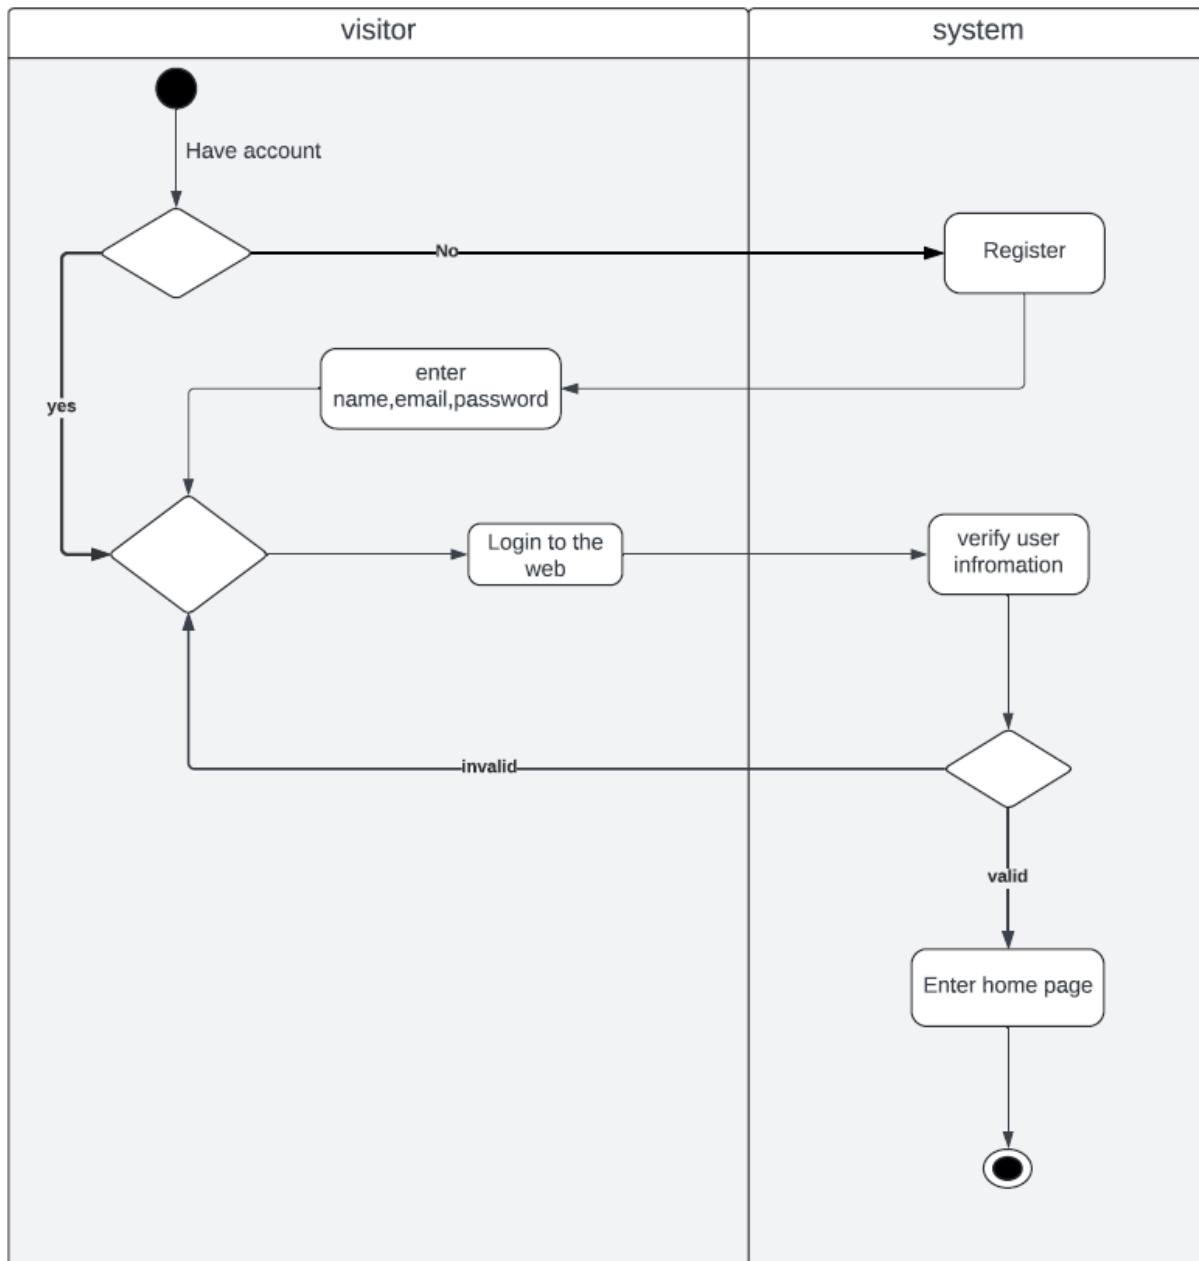 visitor
system
Have account
No
Register
enter
name,email,password
yes
Login to the
web
verify user
infromation
invalid
valid
Enter home page